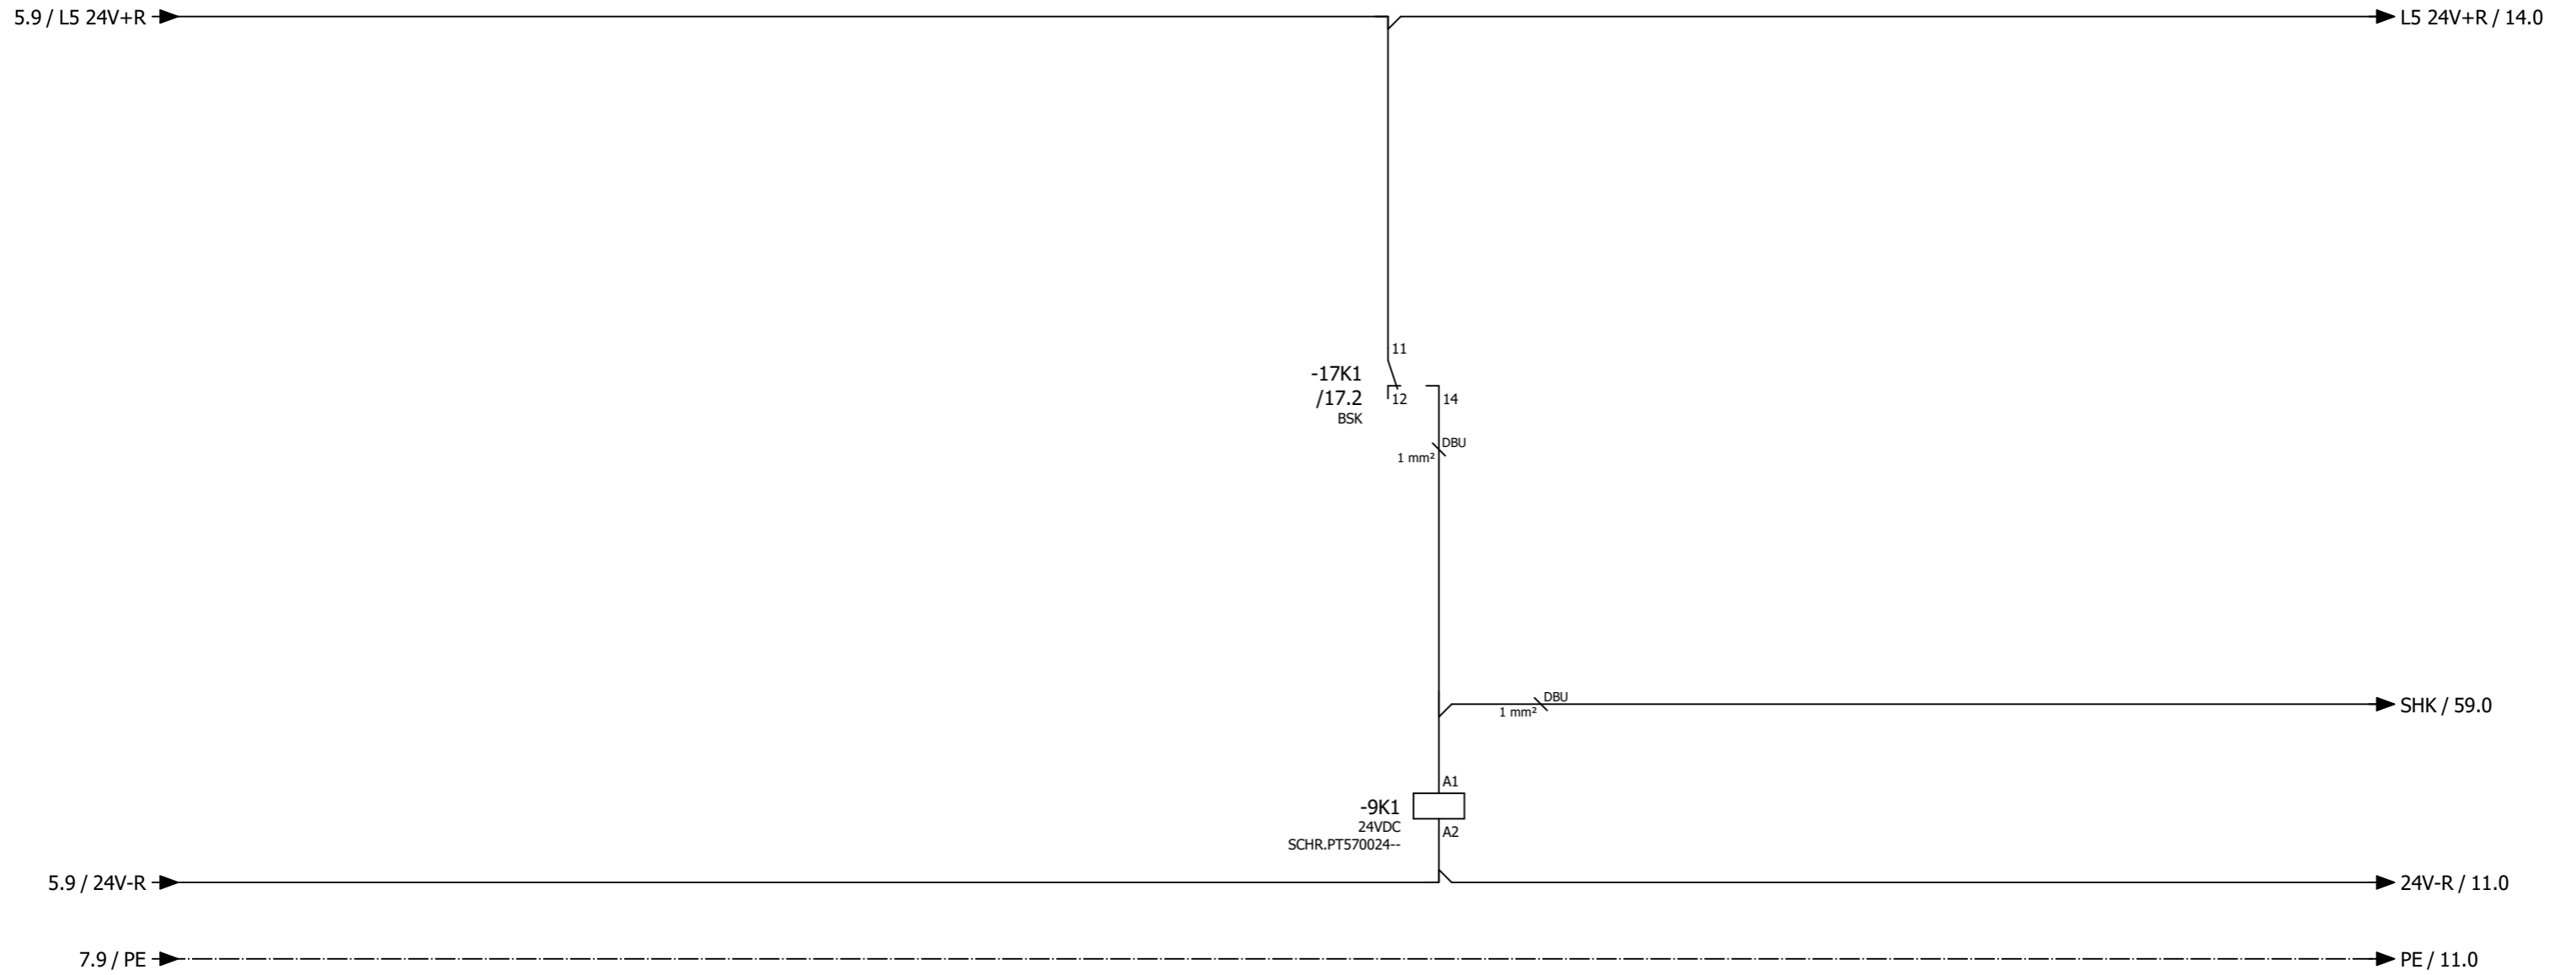 5.9 / L5 24V+R
L5 24V+R / 14.0
11
-17K1
/17.2
BSK
12
14
DBU
1 mm²
DBU
1 mm²
SHK / 59.0
A1
-9K1
24VDC
SCHR.PT570024--
A2
5.9 / 24V-R
24V-R / 11.0
7.9 / PE
PE / 11.0